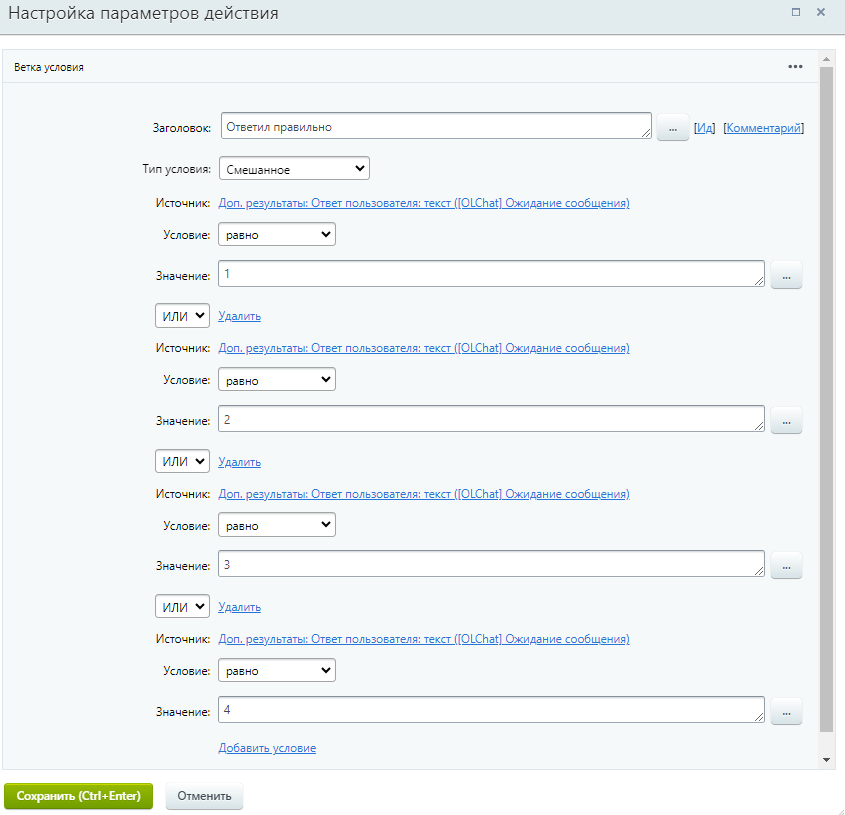 Настройка параметров действия
Ветка условия
Заголовок: Ответил правильно ... [Ид] [Комментарий]
Тип условия: Смешанное
Источник: Доп. результаты: Ответ пользователя: текст ([OLChat] Ожидание сообщения)
Условие: равно
Значение: 1 ...
ИЛИ Удалить
Источник: Доп. результаты: Ответ пользователя: текст ([OLChat] Ожидание сообщения)
Условие: равно
Значение: 2 ...
ИЛИ Удалить
Источник: Доп. результаты: Ответ пользователя: текст ([OLChat] Ожидание сообщения)
Условие: равно
Значение: 3 ...
ИЛИ Удалить
Источник: Доп. результаты: Ответ пользователя: текст ([OLChat] Ожидание сообщения)
Условие: равно
Значение: 4 ...
Добавить условие
Сохранить (Ctrl+Enter) Отменить